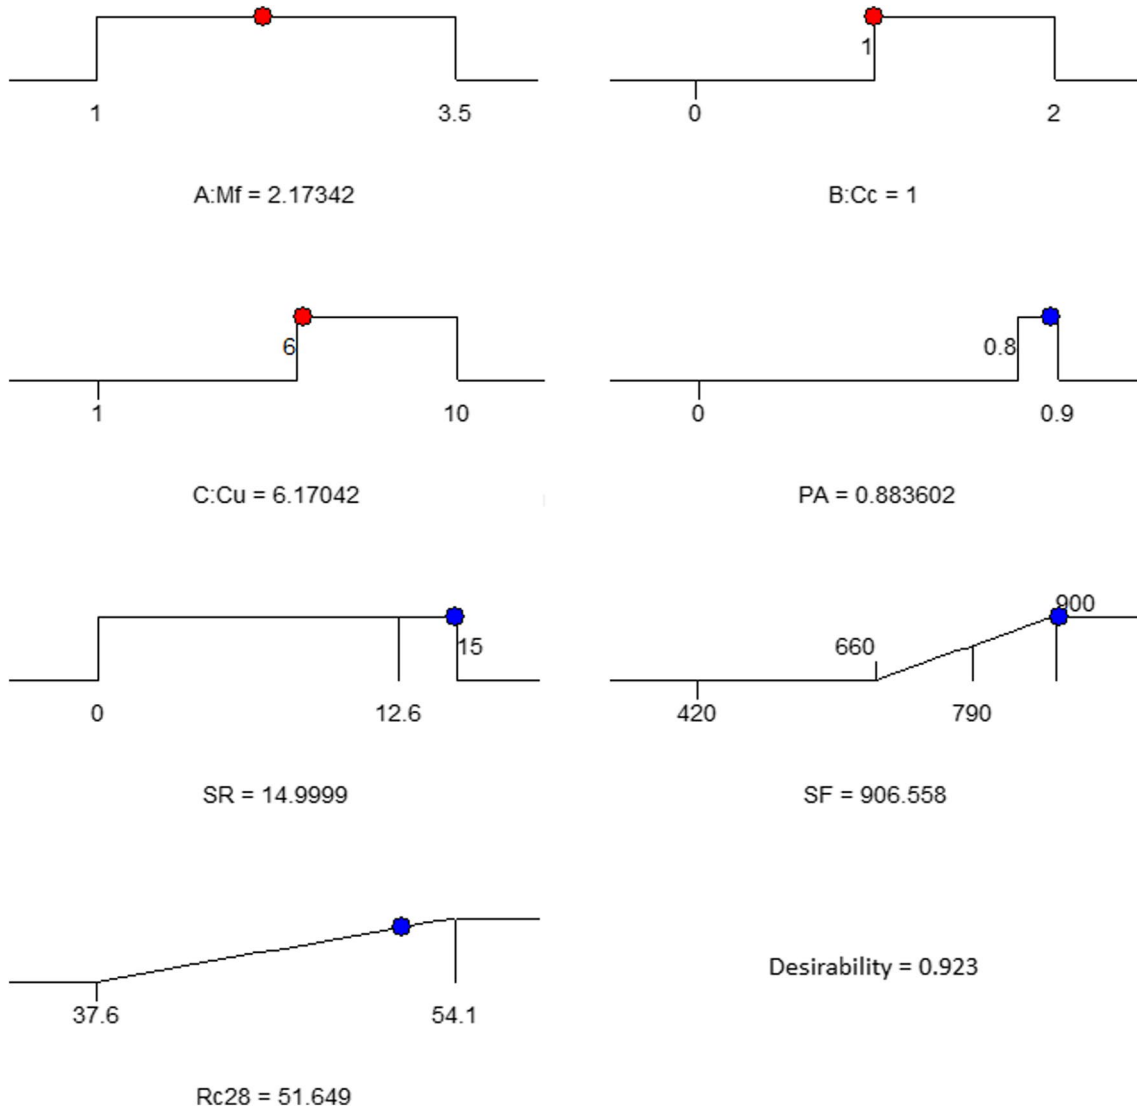 1
3.5
A:Mf = 2.17342
1
0
2
B:Cc = 1
6
1
10
C:Cu = 6.17042
0.8
0
0.9
PA = 0.883602
15
0
12.6
SR = 14.9999
900
660
420
790
SF = 906.558
37.6
54.1
Rc28 = 51.649
Desirability = 0.923